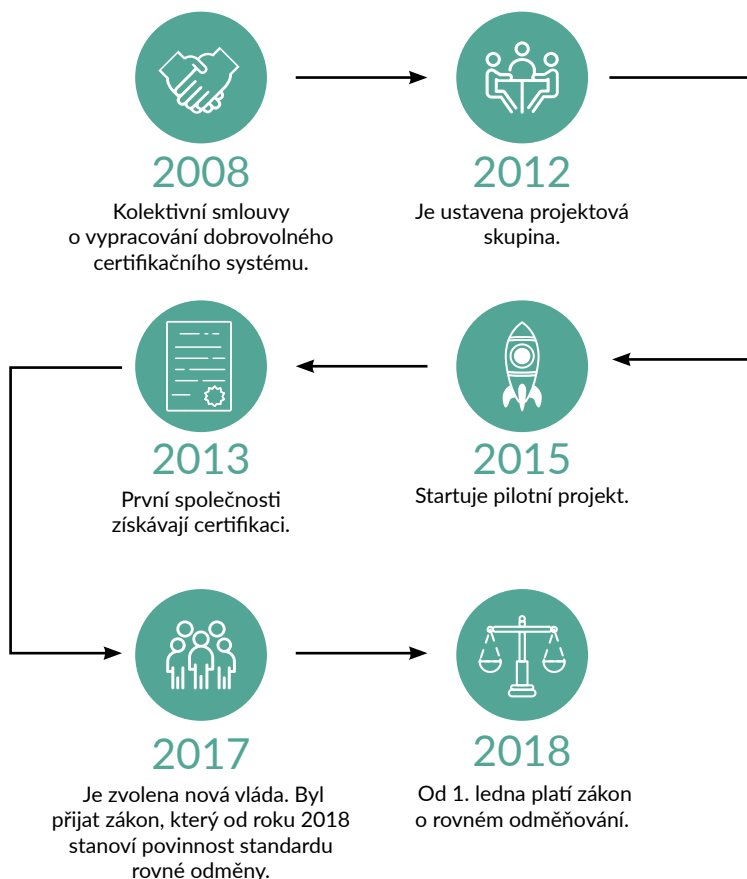 2008
Kolektivní smlouvy
o vypracování dobrovolného
certifikačního systému.
2012
Je ustavena projektová
skupina.
2015
Startuje pilotní projekt.
2013
První společnosti
získávají certifikaci.
2017
Je zvolena nová vláda. Byl
přijat zákon, který od roku 2018
stanoví povinnost standardu
rovné odměny.
2018
Od 1. ledna platí zákon
o rovném odměňování.